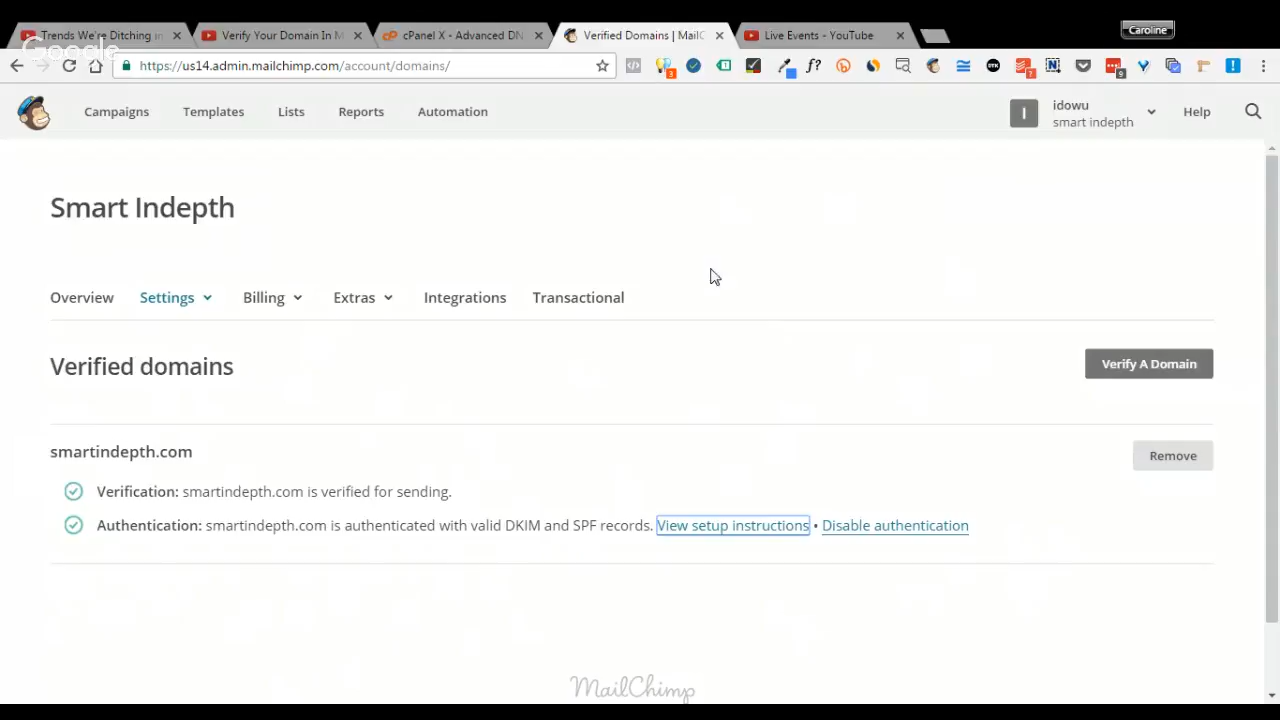 Trends We're Ditching in
Verify Your Domain In M
cPanel X - Advanced DN
Verified Domains | MailC
Live Events - YouTube
Caroline
Google
https://us14.admin.mailchimp.com/account/domains/
Campaigns
Templates
Lists
Reports
Automation
I
idowu
smart indepth
Help
Smart Indepth
Overview
Settings
Billing
Extras
Integrations
Transactional
Verified domains
Verify A Domain
smartindepth.com
Remove
Verification: smartindepth.com is verified for sending.
Authentication: smartindepth.com is authenticated with valid DKIM and SPF records. View setup instructions • Disable authentication
MailChimp